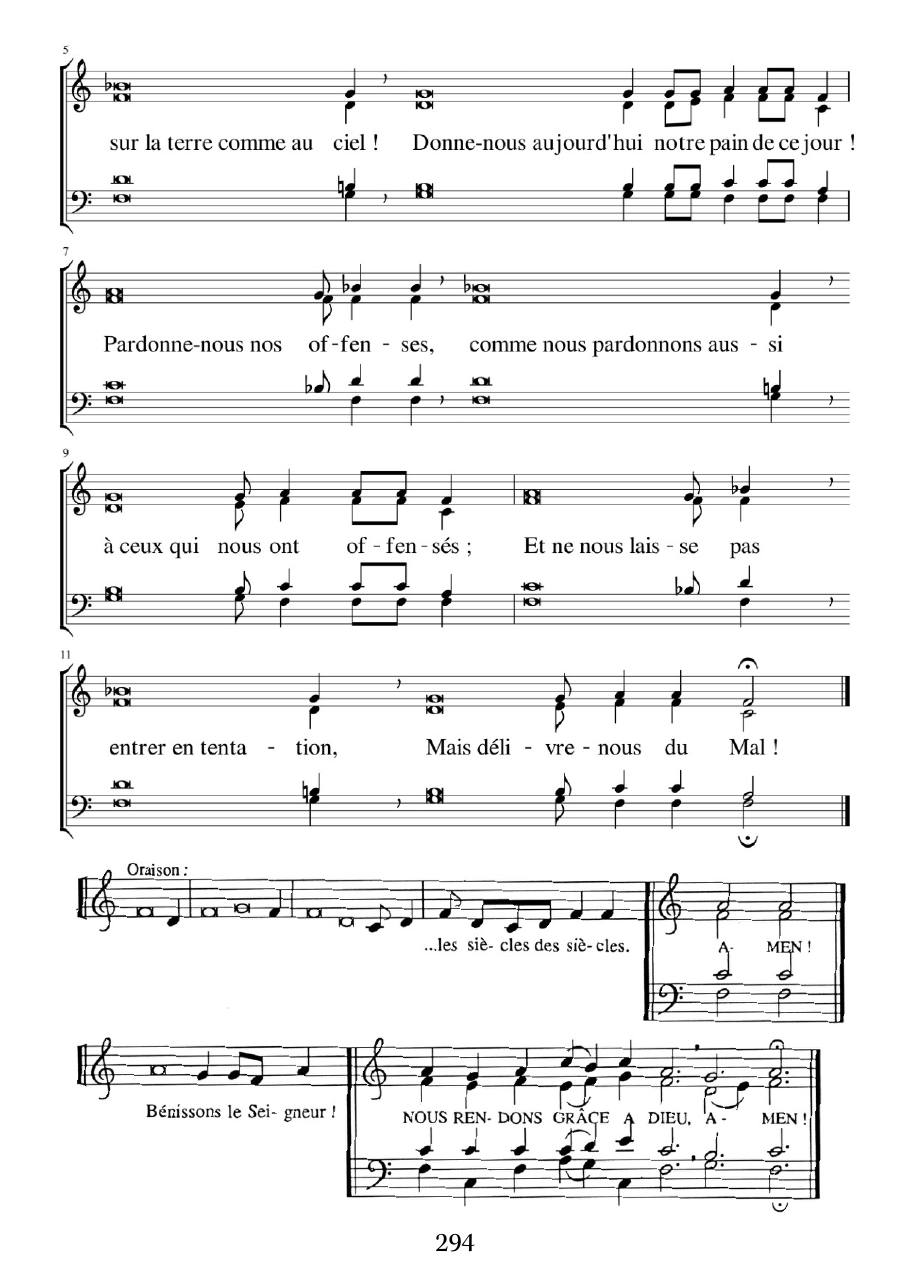 5
sur la terre comme au ciel ! Donne-nous aujourd'hui notre pain de ce jour !
7
Pardonne-nous nos of - fen - ses, comme nous pardonnons aus - si
9
à ceux qui nous ont of - fen - sés ; Et ne nous lais - se pas
11
entrer en tenta - tion, Mais déli - vre - nous du Mal !
Oraison :
...les siè- cles des siè- cles. A- MEN !
Bénissons le Sei- gneur ! NOUS REN- DONS GRÂCE A DIEU, A- MEN !
294